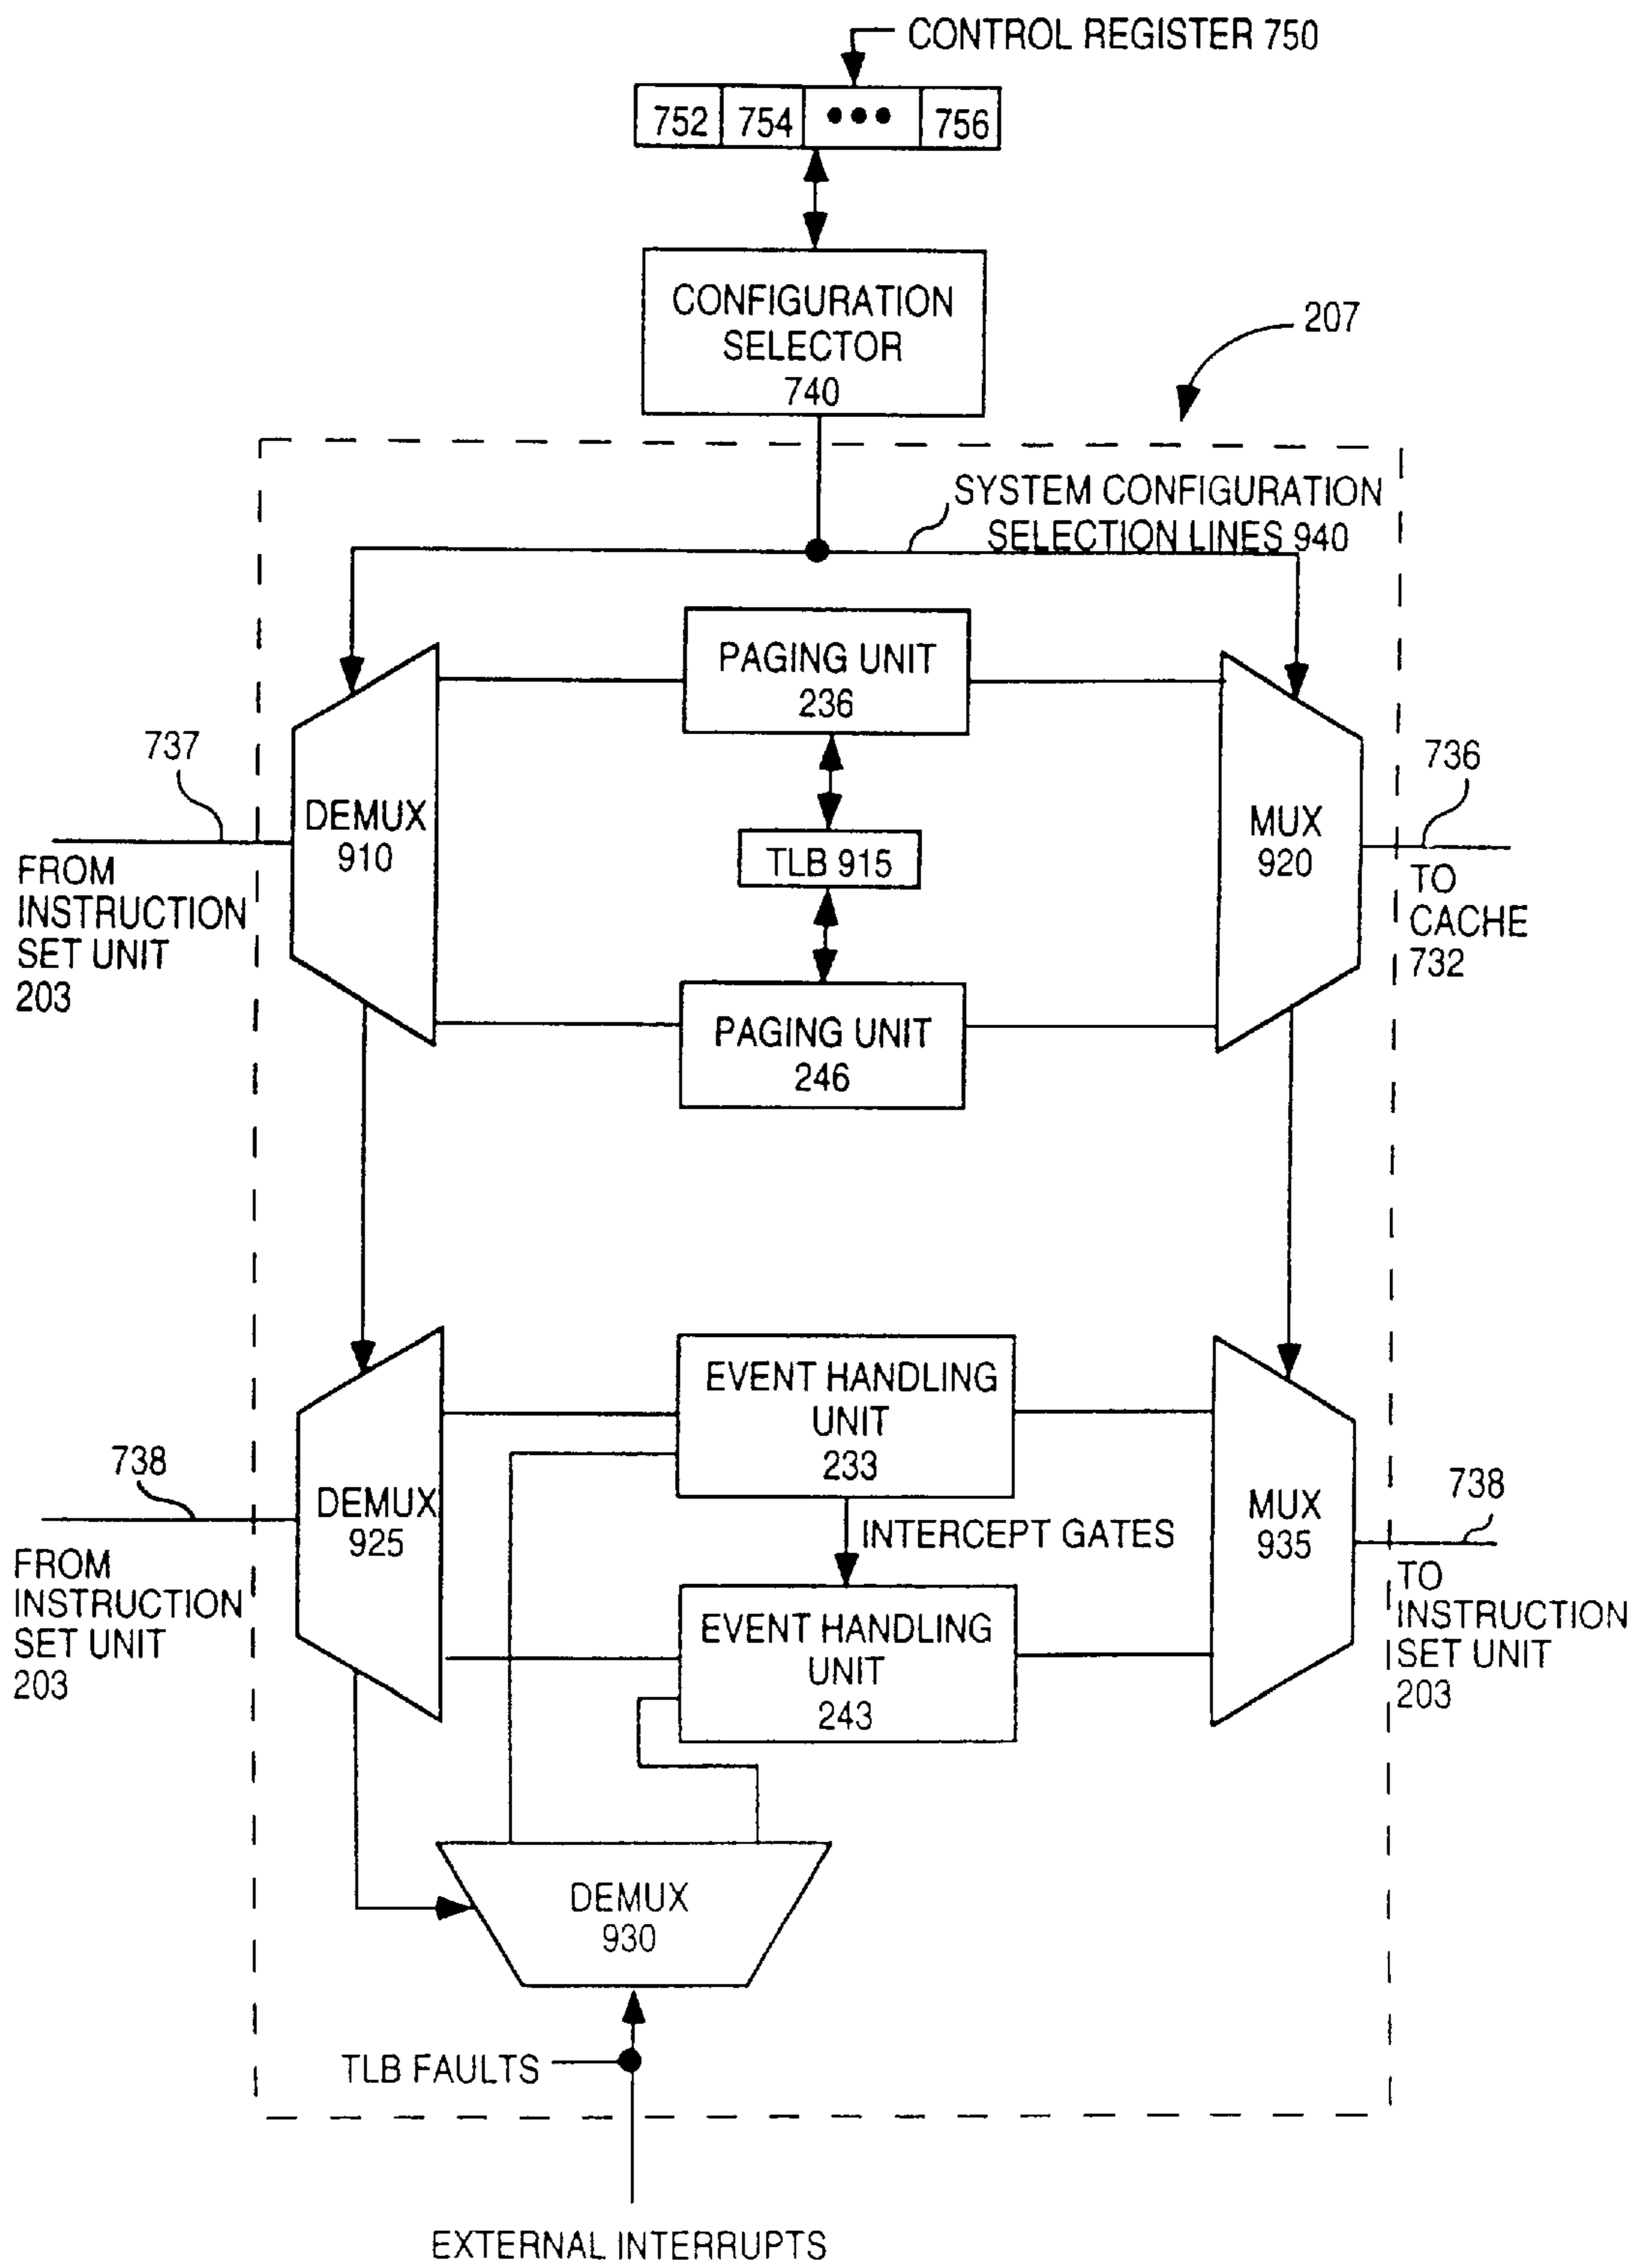 CONTROL REGISTER 750
752 754 ••• 756
CONFIGURATION
SELECTOR
740
207
SYSTEM CONFIGURATION
SELECTION LINES 940
PAGING UNIT
236
737
736
DEMUX
910
TLB 915
MUX
920
FROM
INSTRUCTION
SET UNIT
203
TO
CACHE
732
PAGING UNIT
246
EVENT HANDLING
UNIT
233
738
738
DEMUX
925
INTERCEPT GATES
MUX
935
FROM
INSTRUCTION
SET UNIT
203
TO
INSTRUCTION
SET UNIT
203
EVENT HANDLING
UNIT
243
DEMUX
930
TLB FAULTS
EXTERNAL INTERRUPTS